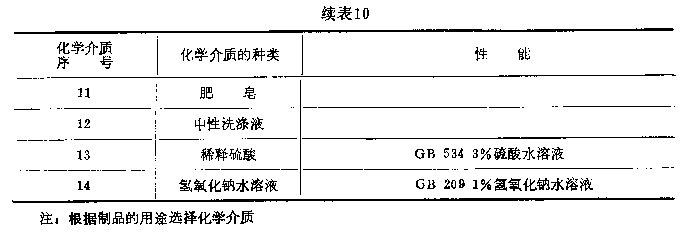 续表10
化学介质
序 号 化学介质的种类 性 能
11 肥 皂
12 中性洗涤液
13 稀释硫酸 GB 534 3%硫酸水溶液
14 氢氧化钠水溶液 GB 209 1%氢氧化钠水溶液
注：根据制品的用途选择化学介质